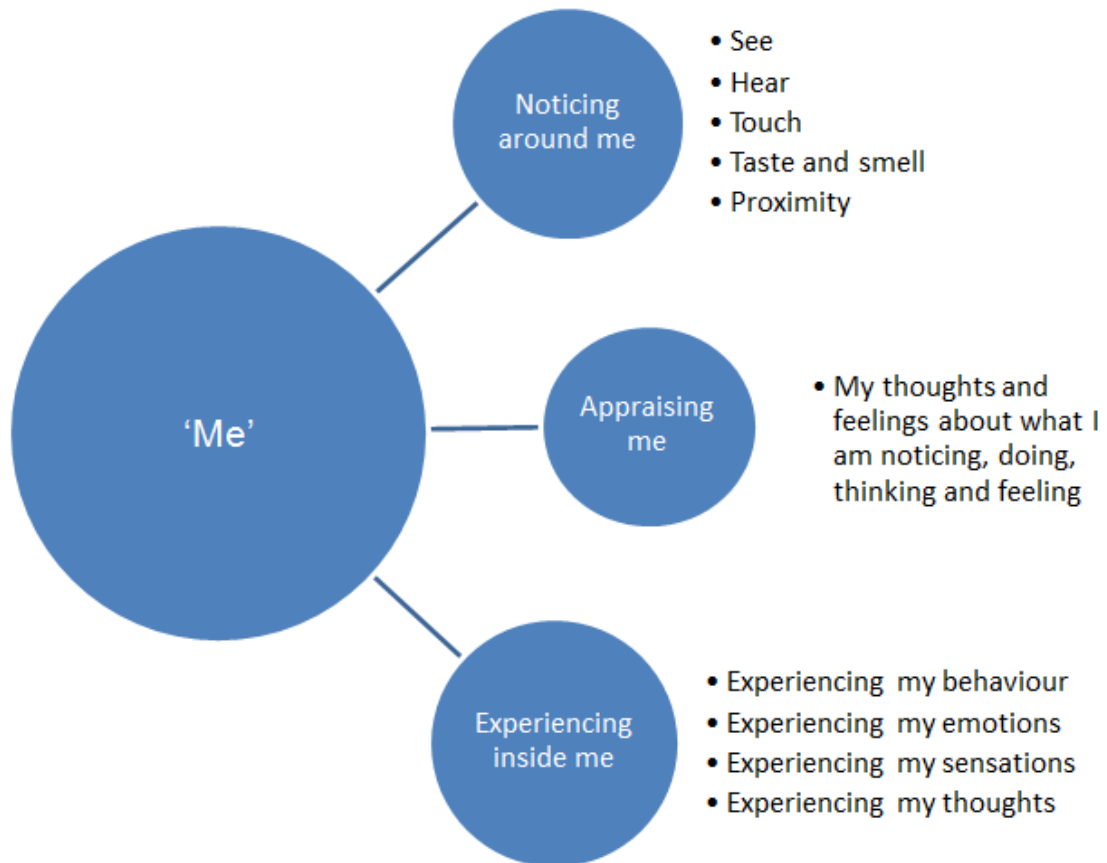 ‘Me’
Noticing
around me
• See
• Hear
• Touch
• Taste and smell
• Proximity
Appraising
me
• My thoughts and
feelings about what I
am noticing, doing,
thinking and feeling
Experiencing
inside me
• Experiencing my behaviour
• Experiencing my emotions
• Experiencing my sensations
• Experiencing my thoughts